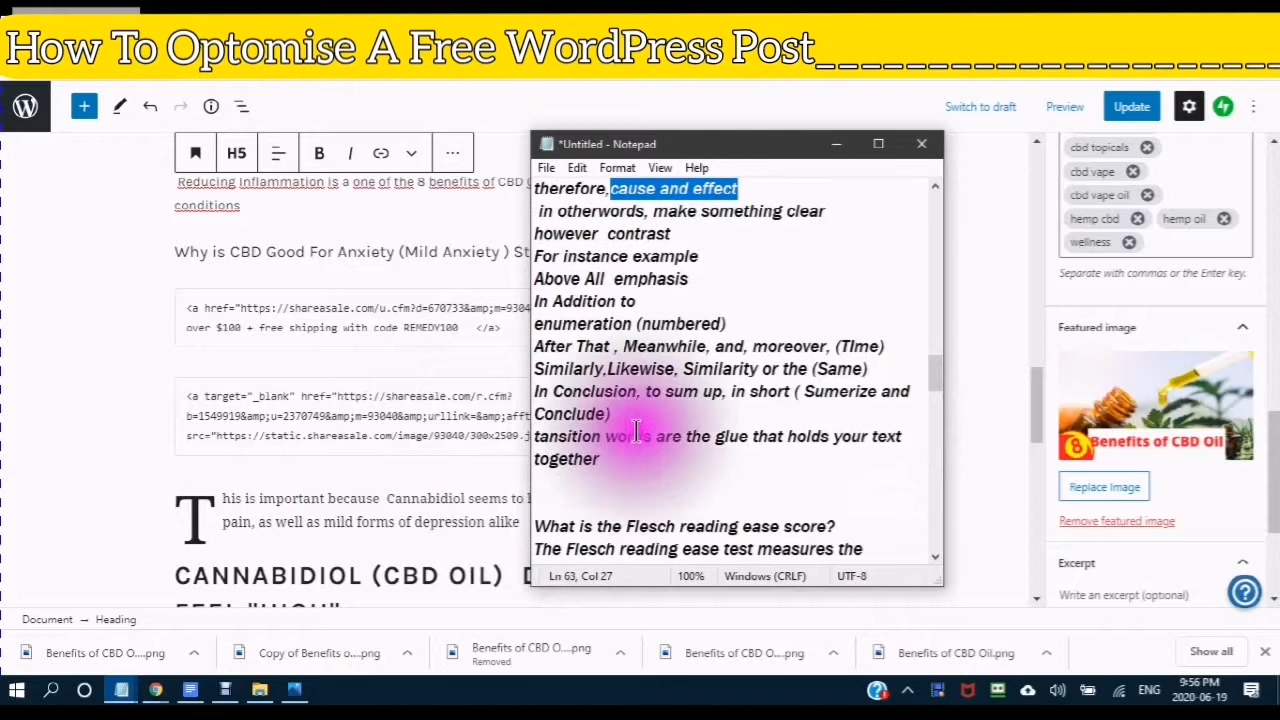 How To Optomise A Free WordPress Post_______________
Switch to draft
Preview
Update
H5
B
I
Reducing Inflammation is a one of the 8 benefits of CBD
conditions
Why is CBD Good For Anxiety (Mild Anxiety )
<a href="https://shareasale.com/u.cfm?d=670733&amp;m=9304
over $100 + free shipping with code REMEDY100 </a>
<a target="_blank" href="https://shareasale.com/r.cfm?
b=1549919&amp;u=2370749&amp;m=93040&amp;urllink=&amp;afft
src="https://static.shareasale.com/image/93040/300x2509.j
This is important because Cannabidiol seems to
pain, as well as mild forms of depression alike
CANNABIDIOL (CBD OIL)
FEEL "HIGH"
*Untitled - Notepad
File Edit Format View Help
therefore,cause and effect
in otherwords, make something clear
however contrast
For instance example
Above All emphasis
In Addition to
enumeration (numbered)
After That , Meanwhile, and, moreover, (TIme)
Similarly,Likewise, Similarity or the (Same)
In Conclusion, to sum up, in short ( Sumerize and
Conclude)
tansition words are the glue that holds your text
together
What is the Flesch reading ease score?
The Flesch reading ease test measures the
Ln 63, Col 27
100%
Windows (CRLF)
UTF-8
cbd topicals
cbd vape
cbd vape oil
hemp cbd
hemp oil
wellness
Separate with commas or the Enter key.
Featured image
8 Benefits of CBD Oil
Replace Image
Remove featured image
Excerpt
Write an excerpt (optional)
Document → Heading
Benefits of CBD O....png
Copy of Benefits o....png
Benefits of CBD O....png
Removed
Benefits of CBD O....png
Benefits of CBD Oil.png
Show all
ENG
9:56 PM
2020-06-19